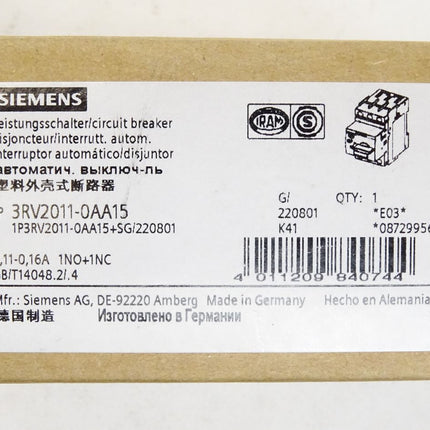 SIEMENS
eistungsschalter/circuit breaker
isjoncteur/interrutt. autom.
nterruptor automático/disjuntor
автоматич. выключ-ль
塑料外壳式断路器
IRAM
S
P 3RV2011-0AA15
1P3RV2011-0AA15+SG/220801
G/ QTY: 1
220801 *E03*
K41 *08729956
,11-0,16A 1NO+1NC
GB/T14048.2/.4
4 011209 840744
Mfr.: Siemens AG, DE-92220 Amberg Made in Germany Hecho en Alemania
德国制造 Изготовлено в Германии